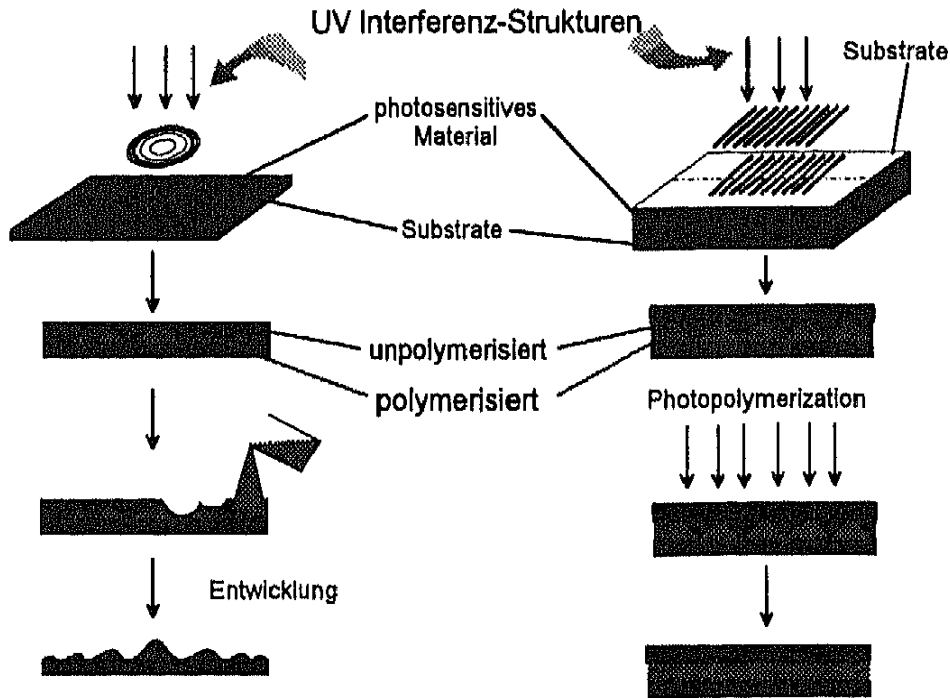 UV Interferenz-Strukturen
Substrate
photosensitives
Material
Substrate
unpolymerisiert
polymerisiert
Photopolymerization
Entwicklung